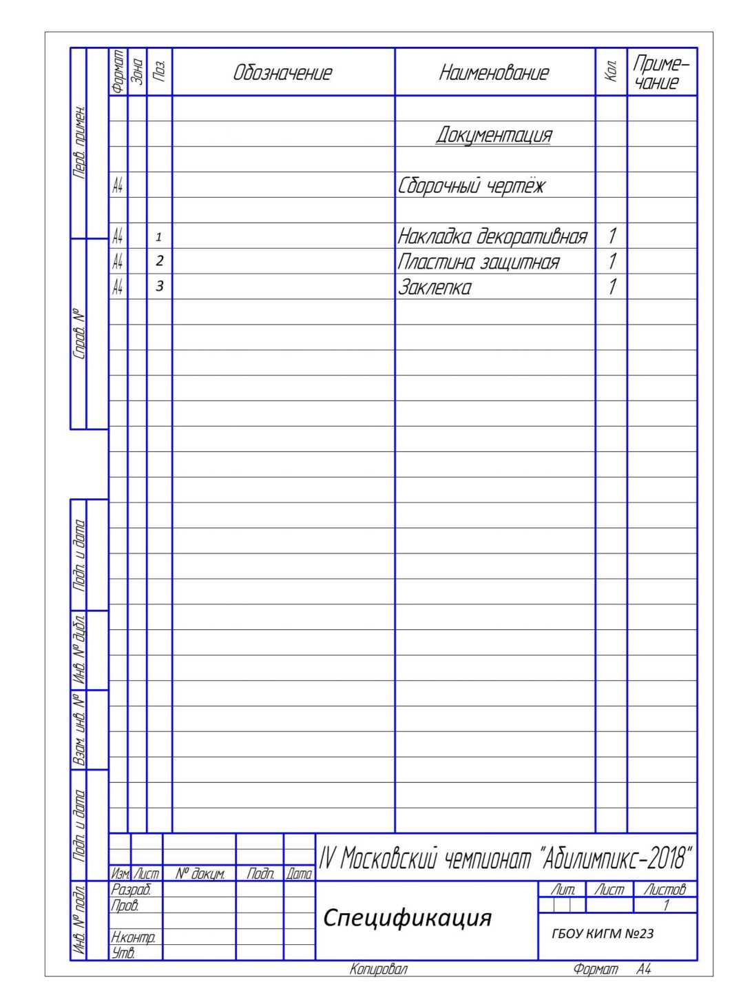 Формат Зона Поз. Обозначение Наименование Кол. Приме-
чание
Документация
А4 Сборочный чертёж
А4 1 Накладка декоративная 1
А4 2 Пластина защитная 1
А4 3 Заклепка 1
Перв. примен.
Справ. №
Подп. и дата
Инв. № дубл.
Взам. инв. №
Подп. и дата
Инв. № подл.
IV Московский чемпионат "Абилимпикс-2018"
Изм. Лист № докум. Подп. Дата
Разраб.
Пров.
Н.контр.
Утв.
Спецификация
Лит. Лист Листов
1
ГБОУ КИГМ №23
Копировал Формат А4